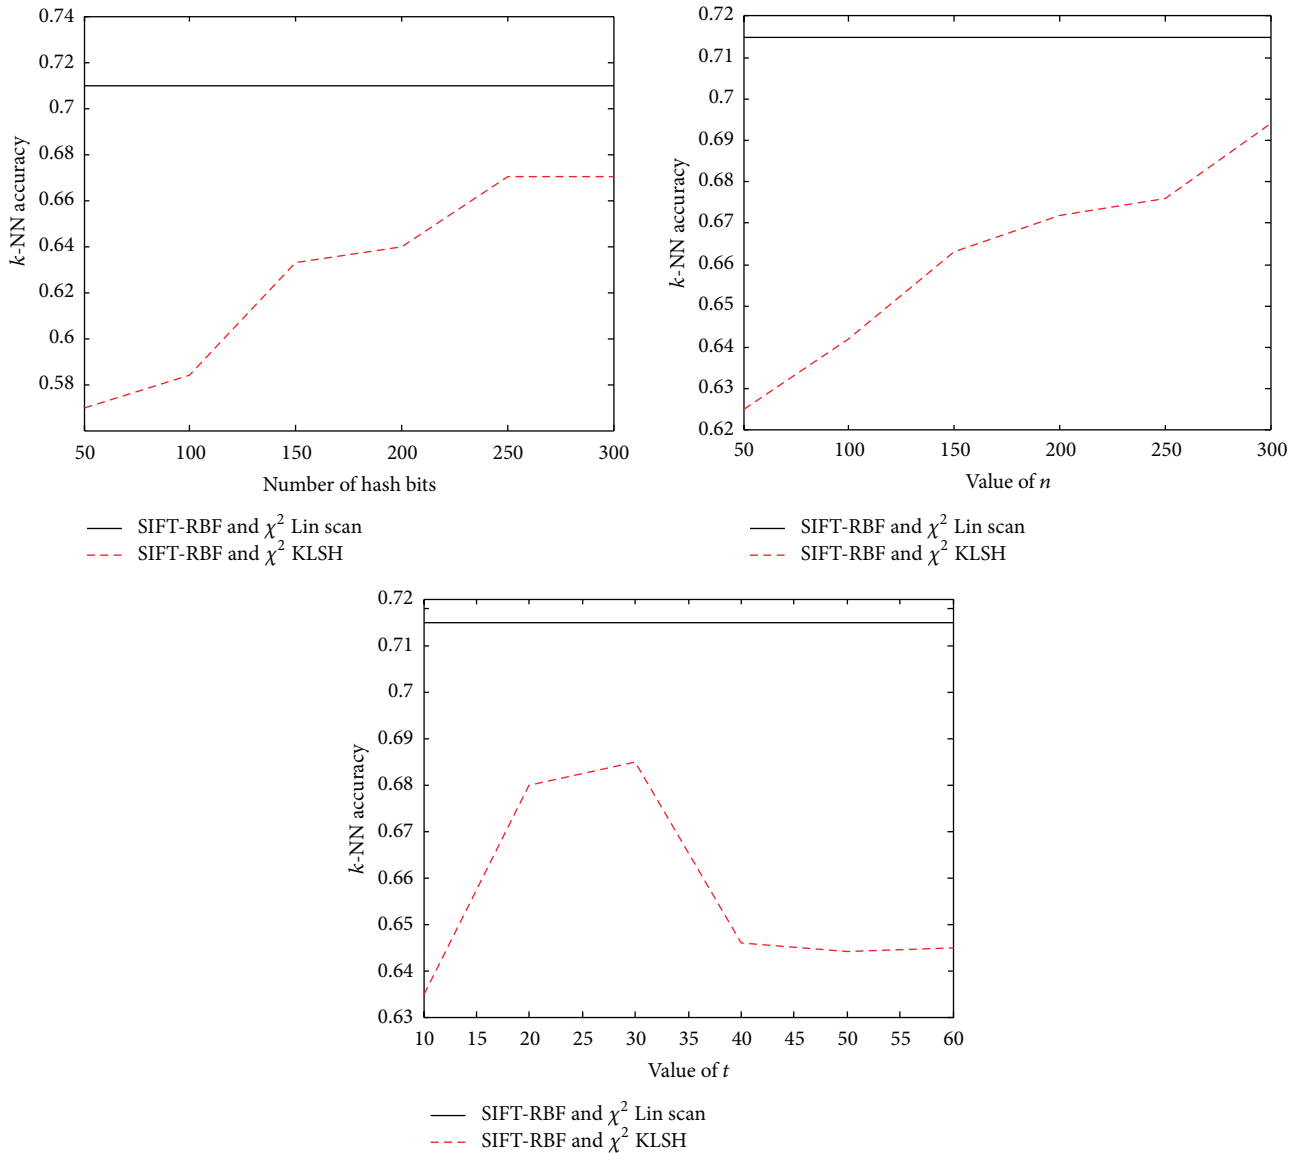 0.74
0.72
0.7
0.68
0.66
0.64
0.62
0.6
0.58
k-NN accuracy
50 100 150 200 250 300
Number of hash bits
SIFT-RBF and χ² Lin scan
SIFT-RBF and χ² KLSH
0.72
0.71
0.7
0.69
0.68
0.67
0.66
0.65
0.64
0.63
0.62
k-NN accuracy
50 100 150 200 250 300
Value of n
SIFT-RBF and χ² Lin scan
SIFT-RBF and χ² KLSH
0.72
0.71
0.7
0.69
0.68
0.67
0.66
0.65
0.64
0.63
k-NN accuracy
10 15 20 25 30 35 40 45 50 55 60
Value of t
SIFT-RBF and χ² Lin scan
SIFT-RBF and χ² KLSH